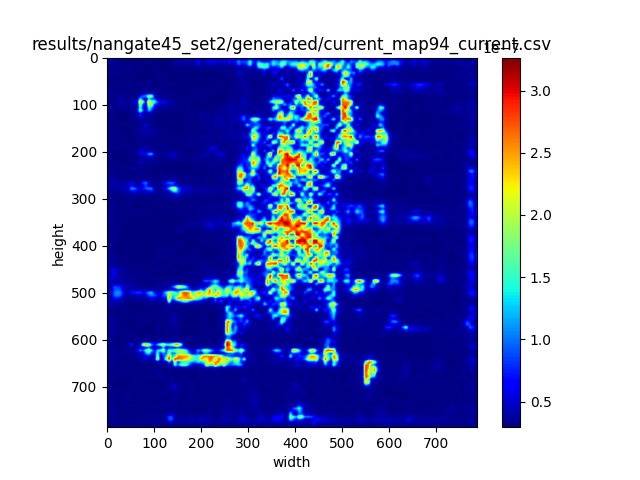 results/nangate45_set2/generated/current_map94_current.csv
1e−7
0
100
200
300
400
500
600
700
height
0 100 200 300 400 500 600 700
width
3.0
2.5
2.0
1.5
1.0
0.5